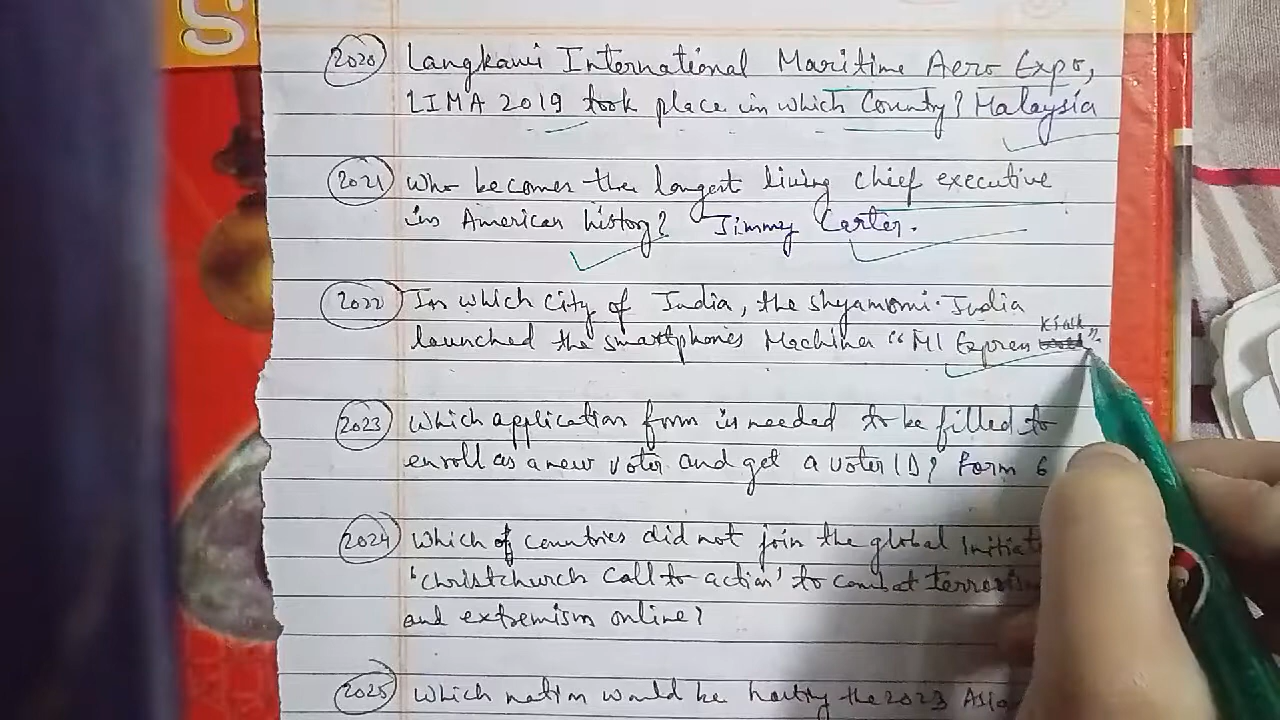 S
2020 Langkawi International Maritime Aero Expo,
LIMA 2019 took place in which County? Malaysia
2021 Who becomes the longest living chief executive
in American history? Jimmy Carter.
2022 In which City of India, the Shyamomi India
launched the smartphones Machine "MI Express Kiosk".
2023 Which application form is needed to be filled to
enroll as a new voter and get a voter ID? Form 6
2024 Which of Countries did not join the global Initiat
'Christchurch Call to action' to combat terrorism
and extremism online?
2025 Which nation would be hosting the 2023 Asia